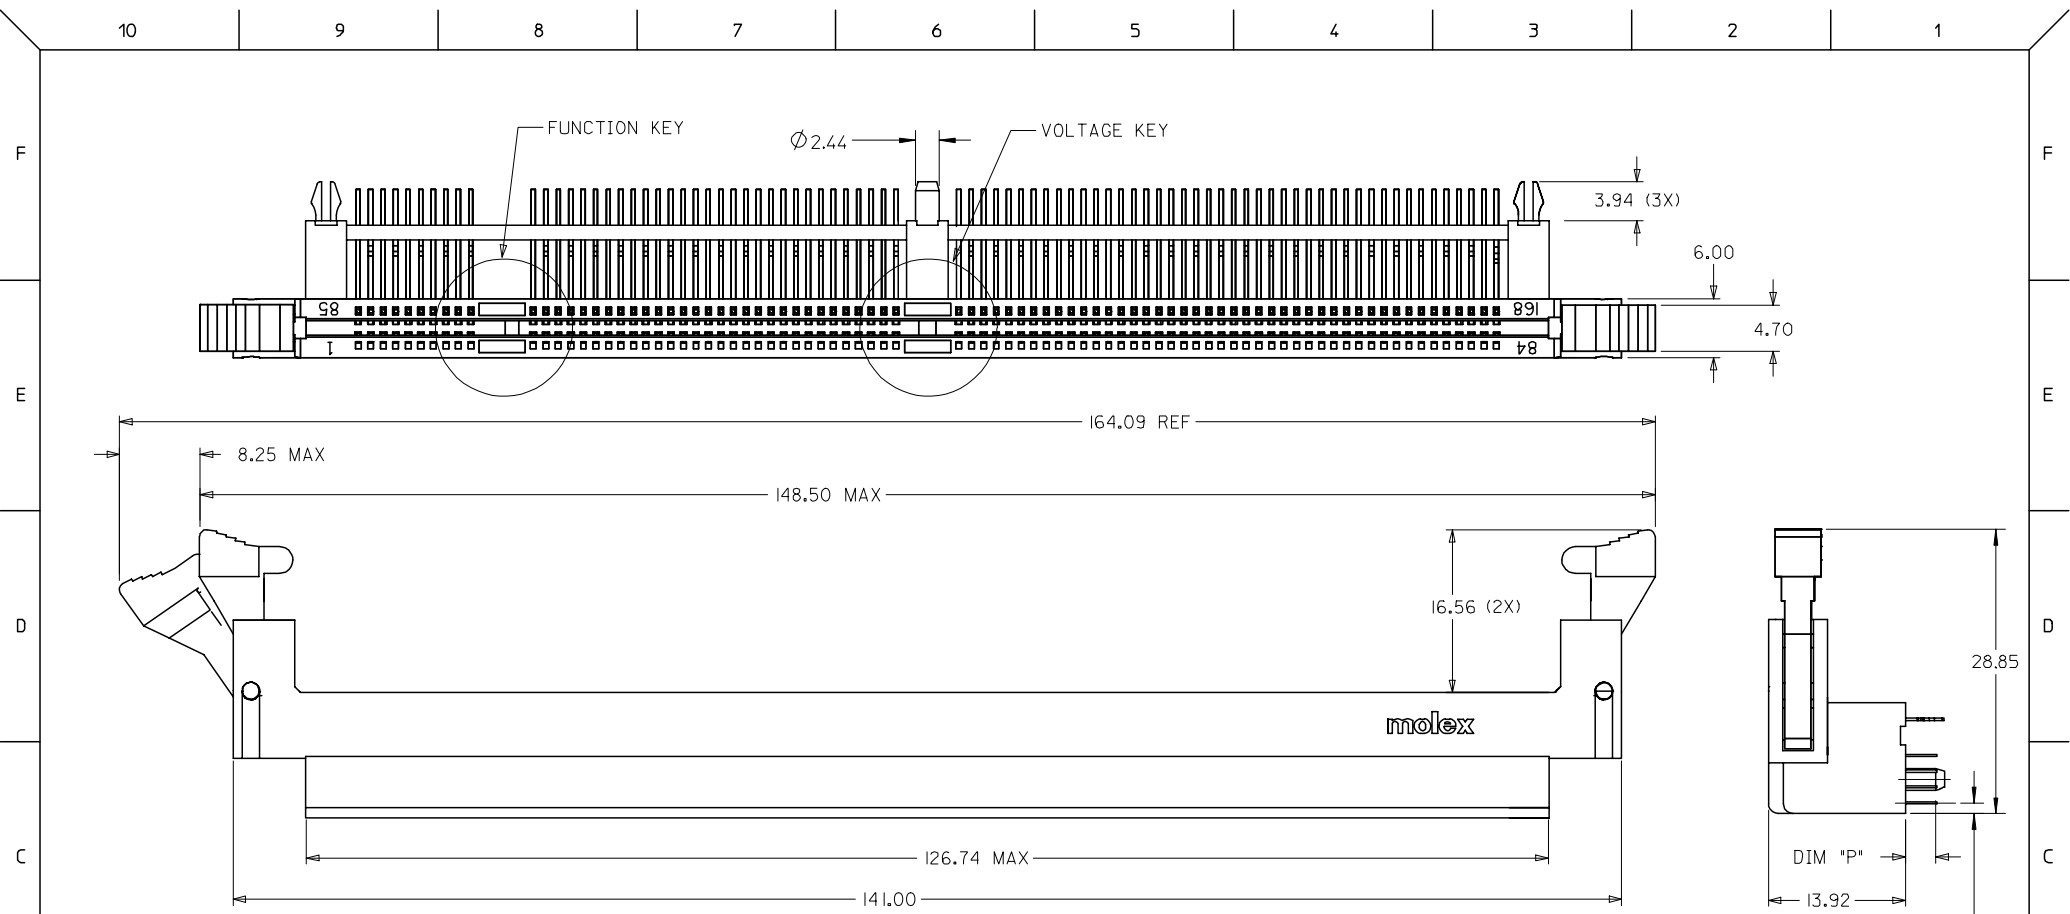 10 9 8 7 6 5 4 3 2 1
FUNCTION KEY
Ø2.44
VOLTAGE KEY
F
F
3.94 (3X)
6.00
85
168
4.70
1
84
E
E
164.09 REF
8.25 MAX
148.50 MAX
16.56 (2X)
D
D
28.85
molex
C
126.74 MAX
DIM "P"
C
141.00
13.92